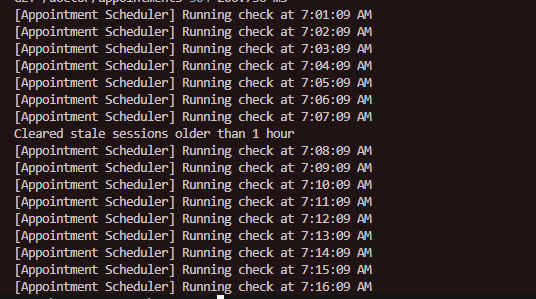 [Appointment Scheduler] Running check at 7:01:09 AM
[Appointment Scheduler] Running check at 7:02:09 AM
[Appointment Scheduler] Running check at 7:03:09 AM
[Appointment Scheduler] Running check at 7:04:09 AM
[Appointment Scheduler] Running check at 7:05:09 AM
[Appointment Scheduler] Running check at 7:06:09 AM
[Appointment Scheduler] Running check at 7:07:09 AM
Cleared stale sessions older than 1 hour
[Appointment Scheduler] Running check at 7:08:09 AM
[Appointment Scheduler] Running check at 7:09:09 AM
[Appointment Scheduler] Running check at 7:10:09 AM
[Appointment Scheduler] Running check at 7:11:09 AM
[Appointment Scheduler] Running check at 7:12:09 AM
[Appointment Scheduler] Running check at 7:13:09 AM
[Appointment Scheduler] Running check at 7:14:09 AM
[Appointment Scheduler] Running check at 7:15:09 AM
[Appointment Scheduler] Running check at 7:16:09 AM